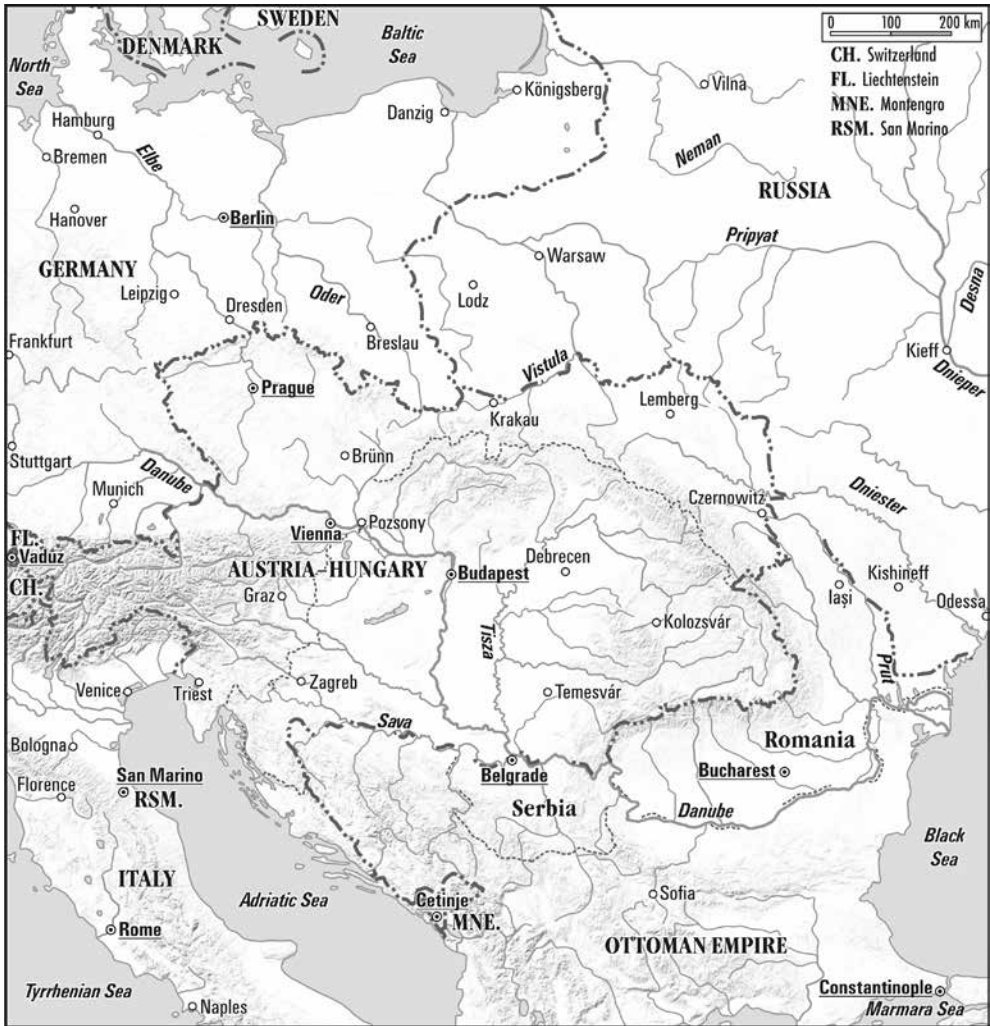 SWEDEN
DENMARK
Baltic
Sea
North
Sea
0 100 200 km
CH. Switzerland
FL. Liechtenstein
MNE. Montengro
RSM. San Marino
Königsberg
Vilna
Danzig
Hamburg
Bremen
Elbe
Neman
Hanover
Berlin
RUSSIA
Pripyat
Warsaw
GERMANY
Leipzig
Dresden
Oder
Lodz
Desna
Breslau
Frankfurt
Kieff
Dnieper
Vistula
Prague
Krakau
Lemberg
Stuttgart
Brünn
Danube
Munich
Czernowitz
Dniester
Vienna
Pozsony
FL.
Vadúz
CH.
AUSTRIA-HUNGARY
Budapest
Debrecen
Graz
Iași
Kishineff
Odessa
Kolozsvár
Tisza
Prut
Venice
Triest
Zagreb
Temesvár
Sava
Bologna
Romania
San Marino
RSM.
Florence
Belgrade
Bucharest
Serbia
Danube
Black
Sea
ITALY
Adriatic Sea
Cetinje
MNE.
Sofia
Rome
OTTOMAN EMPIRE
Tyrrhenian Sea
Naples
Constantinople
Marmara Sea